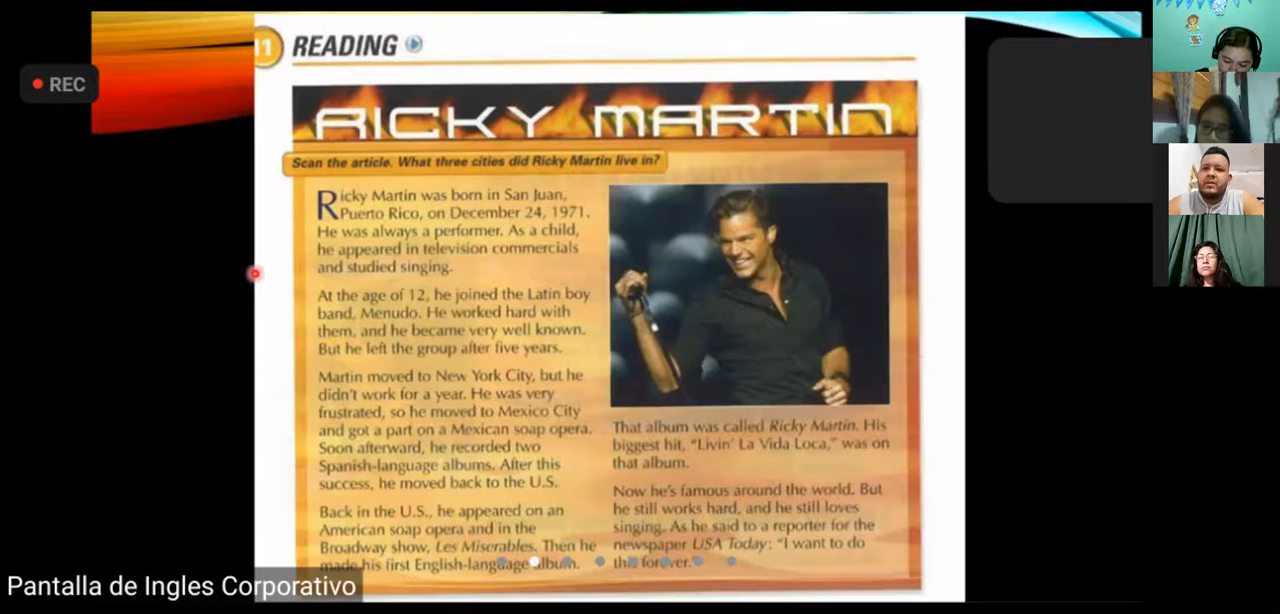 REC
11 READING
RICKY MARTIN
Scan the article. What three cities did Ricky Martin live in?
Ricky Martin was born in San Juan,
Puerto Rico, on December 24, 1971.
He was always a performer. As a child,
he appeared in television commercials
and studied singing.
At the age of 12, he joined the Latin boy
band, Menudo. He worked hard with
them, and he became very well known.
But he left the group after five years.
Martin moved to New York City, but he
didn't work for a year. He was very
frustrated, so he moved to Mexico City
and got a part on a Mexican soap opera.
Soon afterward, he recorded two
Spanish-language albums. After this
success, he moved back to the U.S.
Back in the U.S., he appeared on an
American soap opera and in the
Broadway show, Les Miserables. Then he
made his first English-language album.
That album was called Ricky Martin. His
biggest hit, "Livin' La Vida Loca," was on
that album.
Now he's famous around the world. But
he still works hard, and he still loves
singing. As he said to a reporter for the
newspaper USA Today: "I want to do
this forever."
Pantalla de Ingles Corporativo